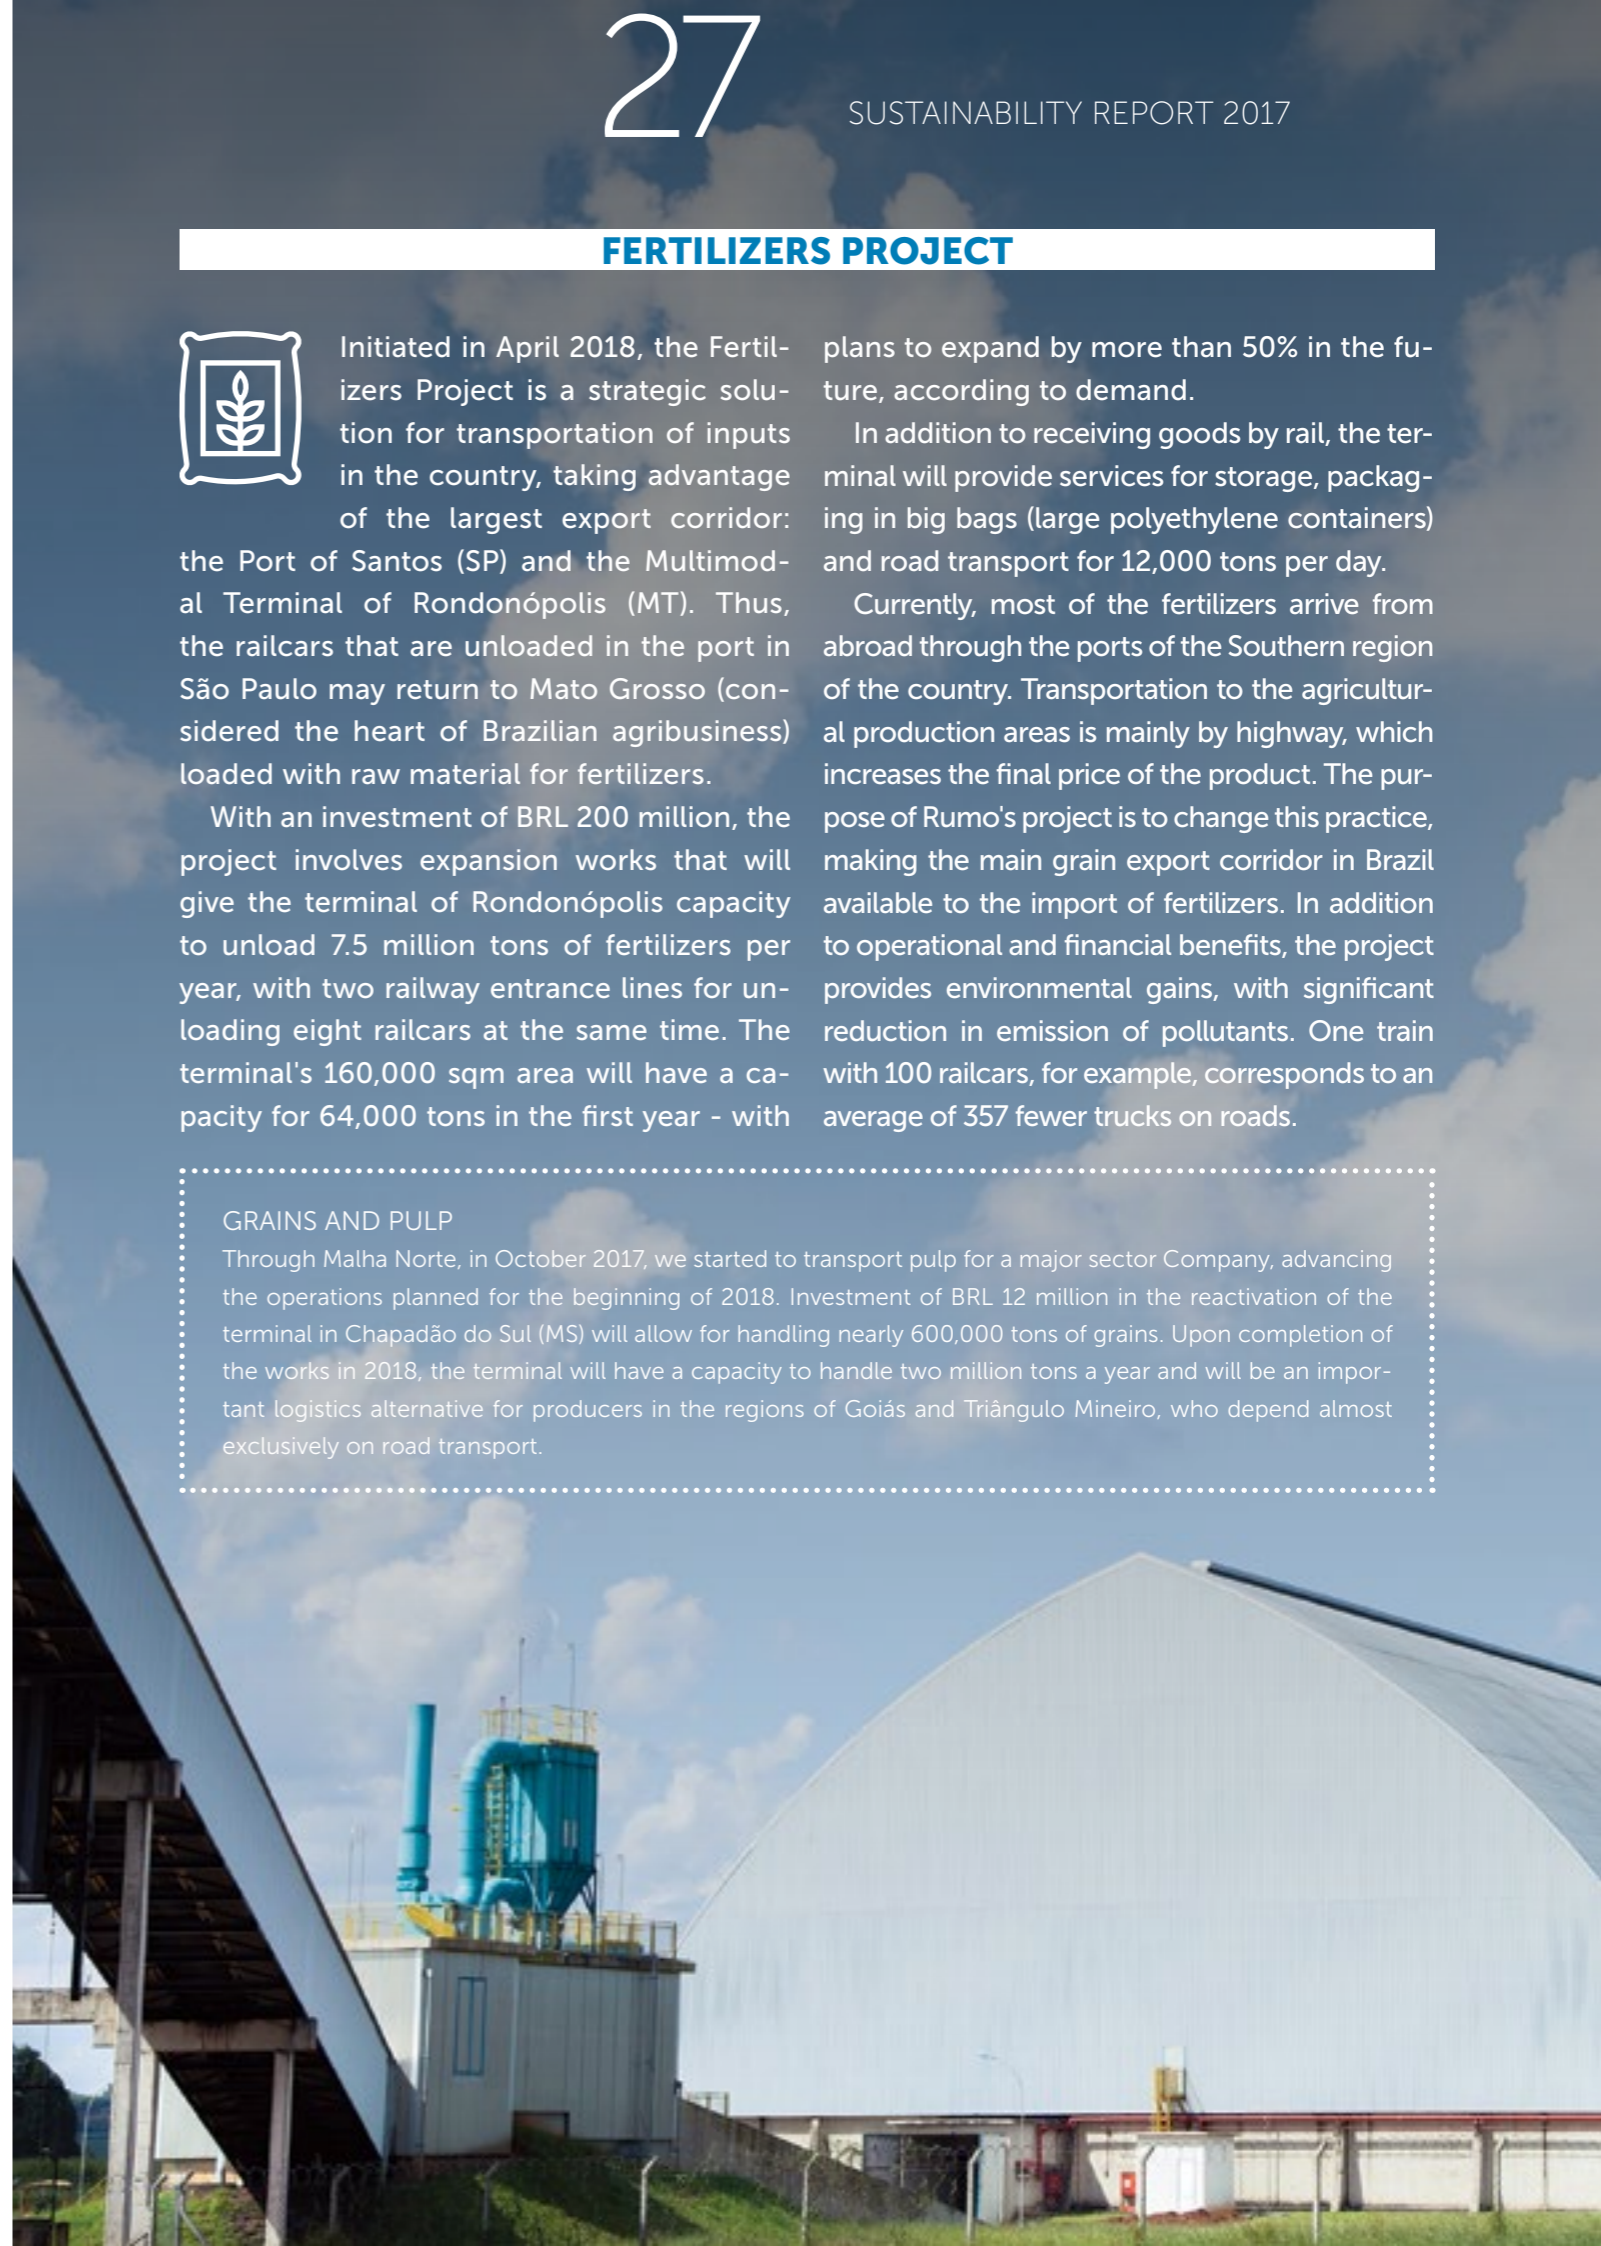 27
SUSTAINABILITY REPORT 2017
FERTILIZERS PROJECT
Initiated in April 2018, the Fertil-
izers Project is a strategic solu-
tion for transportation of inputs
in the country, taking advantage
of the largest export corridor:
the Port of Santos (SP) and the Multimod-
al Terminal of Rondonópolis (MT). Thus,
the railcars that are unloaded in the port in
São Paulo may return to Mato Grosso (con-
sidered the heart of Brazilian agribusiness)
loaded with raw material for fertilizers.
With an investment of BRL 200 million, the
project involves expansion works that will
give the terminal of Rondonópolis capacity
to unload 7.5 million tons of fertilizers per
year, with two railway entrance lines for un-
loading eight railcars at the same time. The
terminal's 160,000 sqm area will have a ca-
pacity for 64,000 tons in the first year - with
plans to expand by more than 50% in the fu-
ture, according to demand.
In addition to receiving goods by rail, the ter-
minal will provide services for storage, packag-
ing in big bags (large polyethylene containers)
and road transport for 12,000 tons per day.
Currently, most of the fertilizers arrive from
abroad through the ports of the Southern region
of the country. Transportation to the agricultur-
al production areas is mainly by highway, which
increases the final price of the product. The pur-
pose of Rumo's project is to change this practice,
making the main grain export corridor in Brazil
available to the import of fertilizers. In addition
to operational and financial benefits, the project
provides environmental gains, with significant
reduction in emission of pollutants. One train
with 100 railcars, for example, corresponds to an
average of 357 fewer trucks on roads.
GRAINS AND PULP
Through Malha Norte, in October 2017, we started to transport pulp for a major sector Company, advancing
the operations planned for the beginning of 2018. Investment of BRL 12 million in the reactivation of the
terminal in Chapadão do Sul (MS) will allow for handling nearly 600,000 tons of grains. Upon completion of
the works in 2018, the terminal will have a capacity to handle two million tons a year and will be an impor-
tant logistics alternative for producers in the regions of Goiás and Triângulo Mineiro, who depend almost
exclusively on road transport.